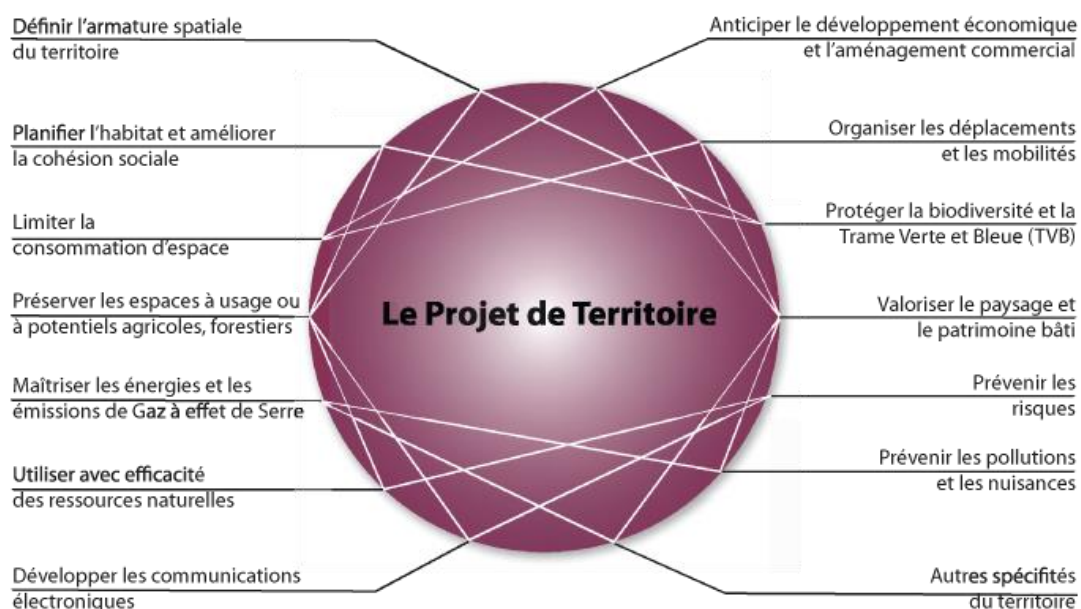 Définir l'armature spatiale
du territoire
Planifier l'habitat et améliorer
la cohésion sociale
Limiter la
consommation d'espace
Préserver les espaces à usage ou
à potentiels agricoles, forestiers
Maîtriser les énergies et les
émissions de Gaz à effet de Serre
Utiliser avec efficacité
des ressources naturelles
Développer les communications
électroniques
Le Projet de Territoire
Anticiper le développement économique
et l'aménagement commercial
Organiser les déplacements
et les mobilités
Protéger la biodiversité et la
Trame Verte et Bleue (TVB)
Valoriser le paysage et
le patrimoine bâti
Prévenir les
risques
Prévenir les pollutions
et les nuisances
Autres spécifités
du térritoire